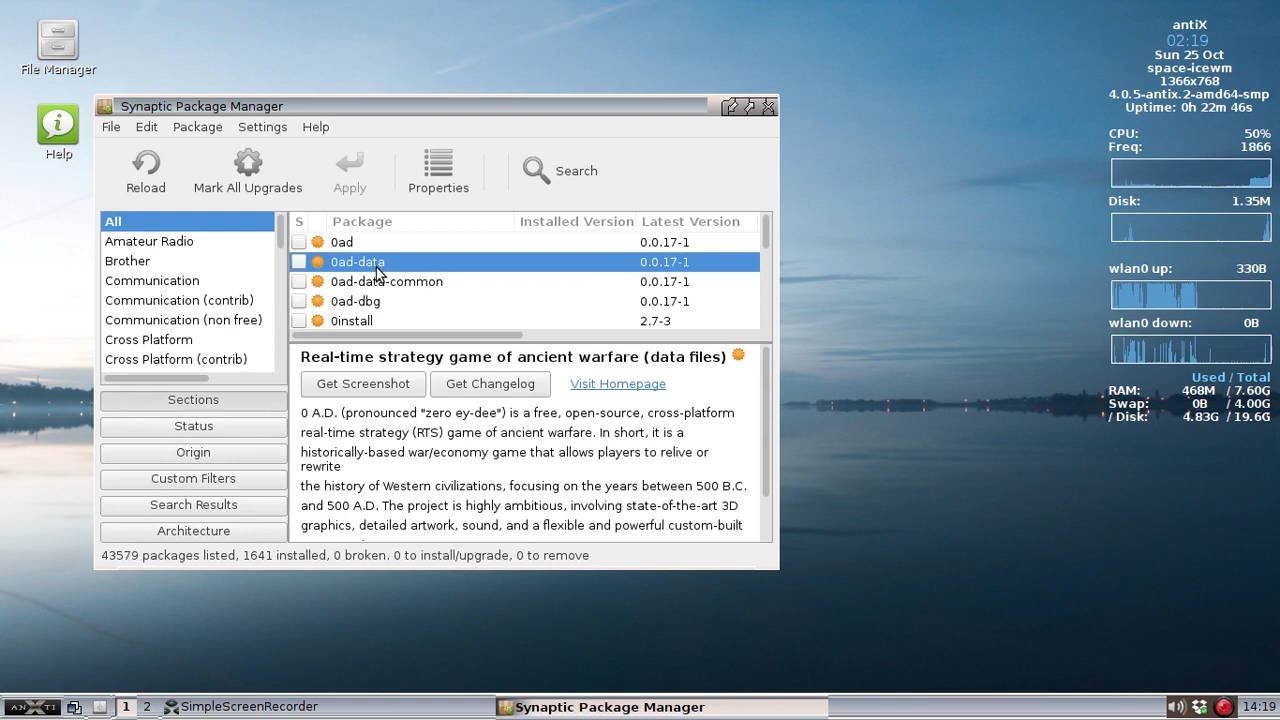 File Manager
Help
Synaptic Package Manager
File Edit Package Settings Help
Reload
Mark All Upgrades
Apply
Properties
Search
All
Amateur Radio
Brother
Communication
Communication (contrib)
Communication (non free)
Cross Platform
Cross Platform (contrib)
Sections
Status
Origin
Custom Filters
Search Results
Architecture
S Package Installed Version Latest Version
0ad 0.0.17-1
0ad-data 0.0.17-1
0ad-data-common 0.0.17-1
0ad-dbg 0.0.17-1
0install 2.7-3
Real-time strategy game of ancient warfare (data files)
Get Screenshot Get Changelog Visit Homepage
0 A.D. (pronounced "zero ey-dee") is a free, open-source, cross-platform
real-time strategy (RTS) game of ancient warfare. In short, it is a
historically-based war/economy game that allows players to relive or
rewrite
the history of Western civilizations, focusing on the years between 500 B.C.
and 500 A.D. The project is highly ambitious, involving state-of-the-art 3D
graphics, detailed artwork, sound, and a flexible and powerful custom-built
43579 packages listed, 1641 installed, 0 broken. 0 to install/upgrade, 0 to remove
antiX
02:19
Sun 25 Oct
space-icewm
1366x768
4.0.5-antix.2-amd64-smp
Uptime: 0h 22m 46s
CPU: 50%
Freq: 1866
Disk: 1.35M
wlan0 up: 330B
wlan0 down: 0B
Used / Total
RAM: 468M / 7.60G
Swap: 0B / 4.00G
/ Disk: 4.83G / 19.6G
ANXTI
1 2 SimpleScreenRecorder
Synaptic Package Manager
14:19